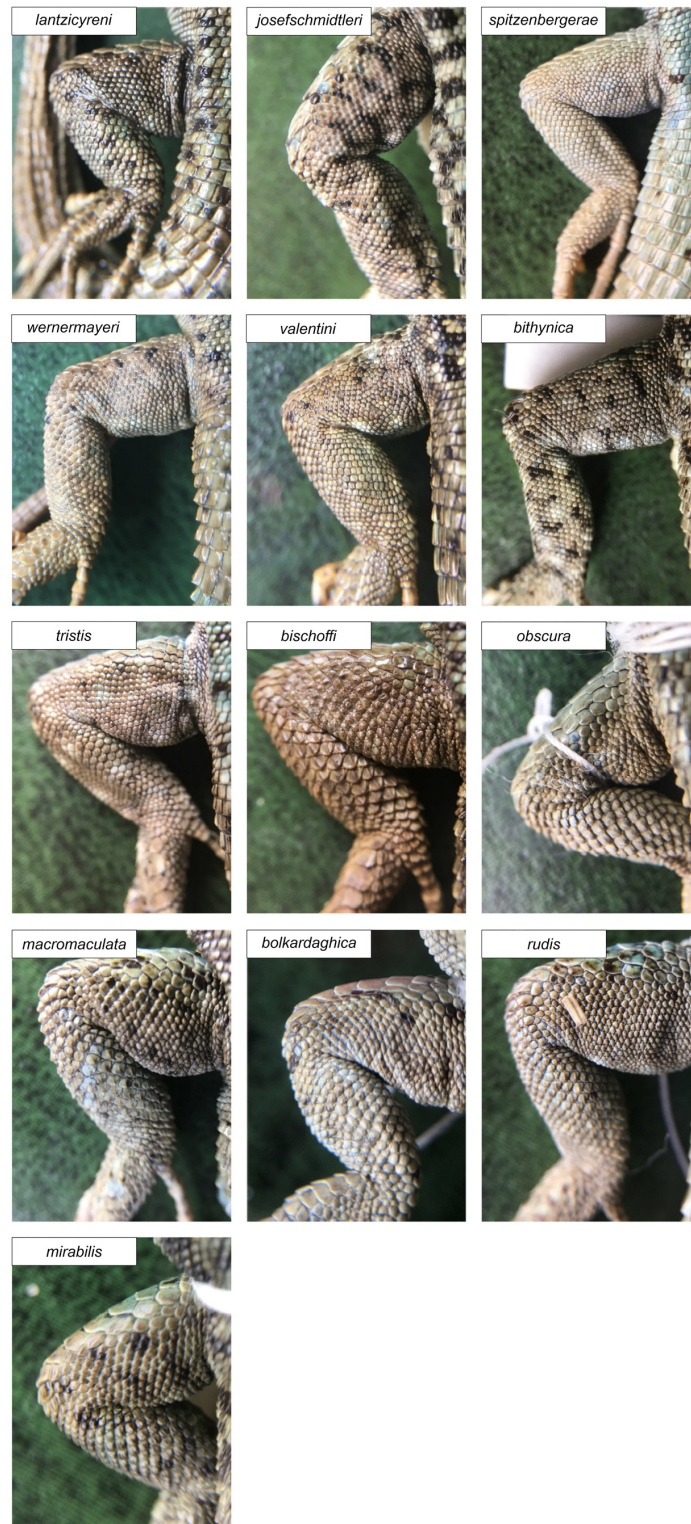 lantzicyreni
josefschmidtleri
spitzenbergerae
wernermayeri
valentini
bithynica
tristis
bischoffi
obscura
macromaculata
bolkardaghica
rudis
mirabilis